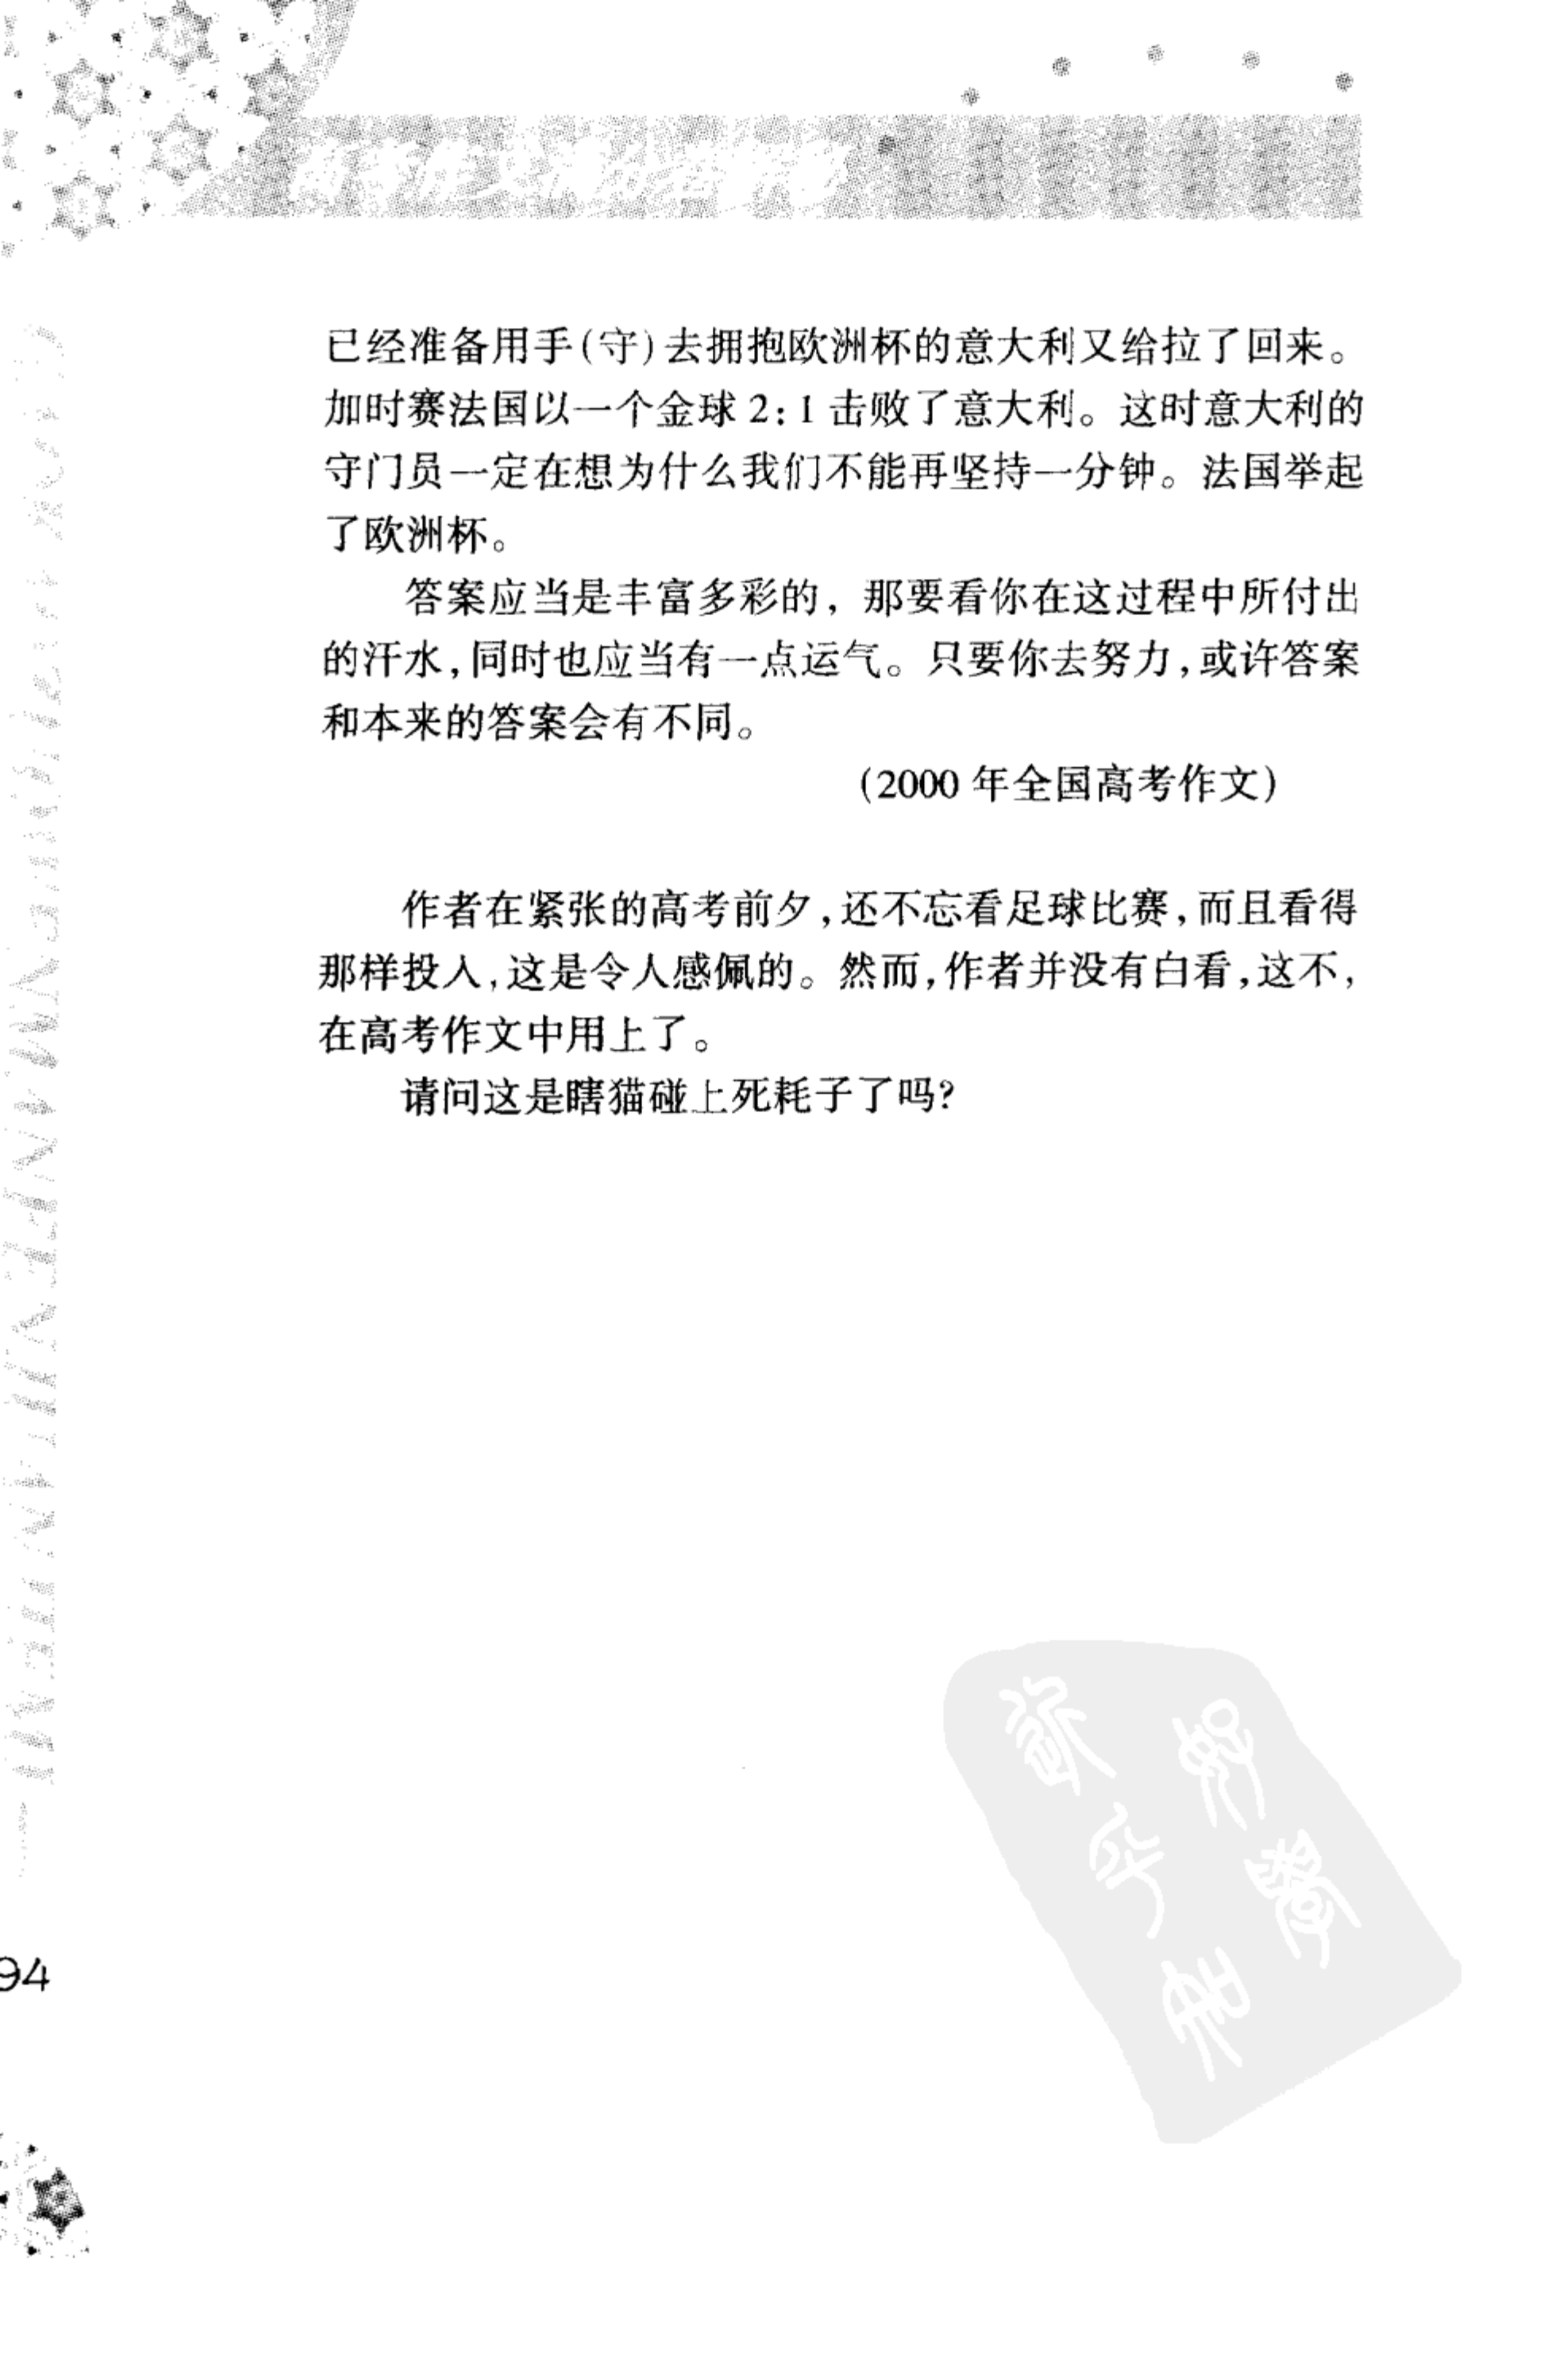 已经准备用手(守)去拥抱欧洲杯的意大利又给拉了回来。
加时赛法国以一个金球 2:1 击败了意大利。这时意大利的
守门员一定在想为什么我们不能再坚持一分钟。法国举起
了欧洲杯。
答案应当是丰富多彩的，那要看你在这过程中所付出
的汗水,同时也应当有一点运气。只要你去努力,或许答案
和本来的答案会有不同。
(2000 年全国高考作文)
作者在紧张的高考前夕,还不忘看足球比赛,而且看得
那样投入,这是令人感佩的。然而,作者并没有白看,这不,
在高考作文中用上了。
请问这是瞎猫碰上死耗子了吗?
94